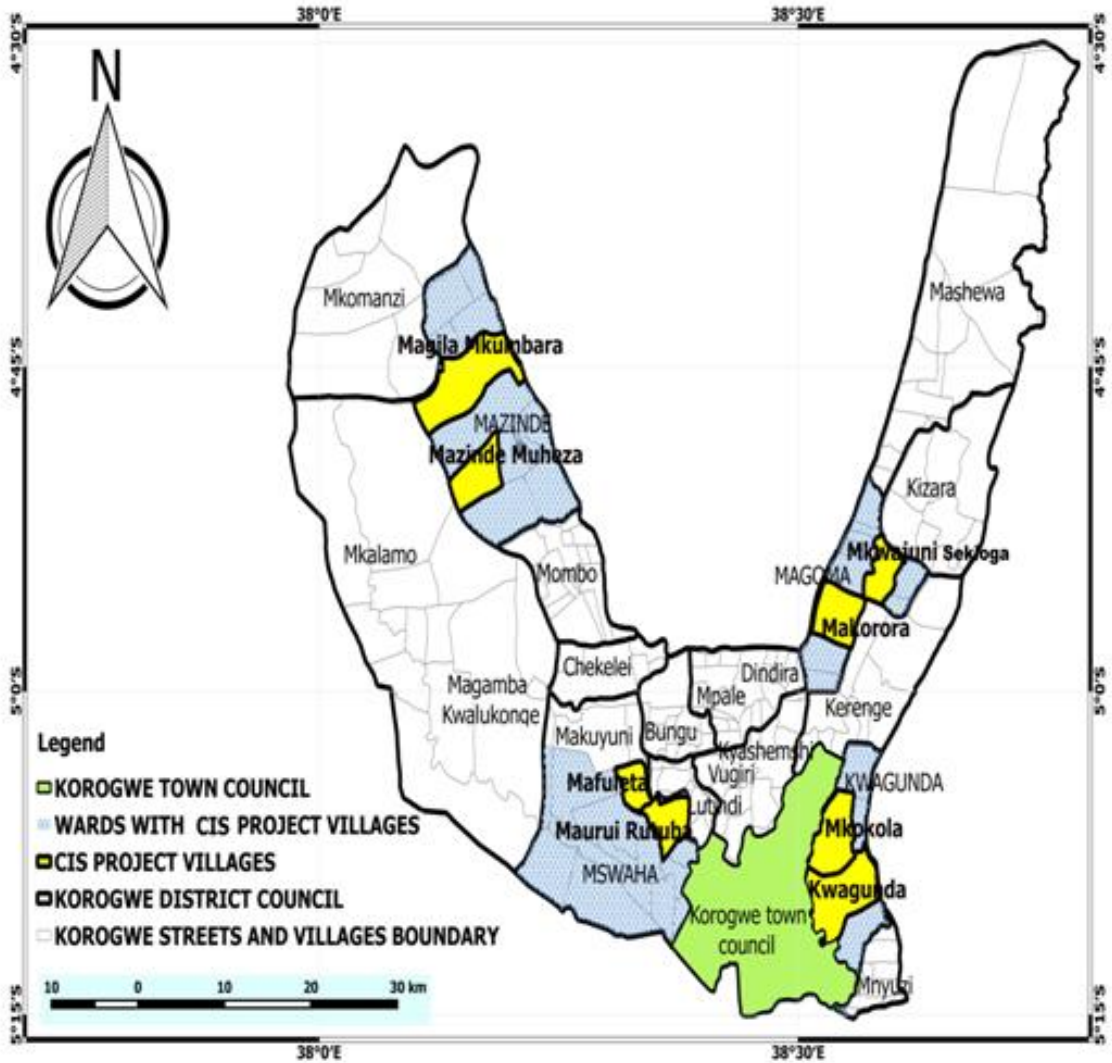 38°0'E 38°30'E
4°30'S 4°30'S
N
Mkomanzi
Mashewa
Magila Mkumbara
4°45'S 4°45'S
MAZINDE
Mazinde Muheza
Kizara
Mkalamo
Mombo
Mkwajuni Sekioga
MAGOMA
Makorora
Chekelei
Dindira
Mpale
5°0'S 5°0'S
Magamba
Kwalukonge
Kerenge
Makuyuni
Bungu
Kyashemshi
Vugiri
Mafuleta
KWAGUNDA
Lutindi
Maurui Rutuba
Mkokola
MSWAHA
Kwagunda
Korogwe town
council
Mnyuzi
Legend
KOROGWE TOWN COUNCIL
WARDS WITH CIS PROJECT VILLAGES
CIS PROJECT VILLAGES
KOROGWE DISTRICT COUNCIL
KOROGWE STREETS AND VILLAGES BOUNDARY
10 0 10 20 30 km
5°15'S 5°15'S
38°0'E 38°30'E